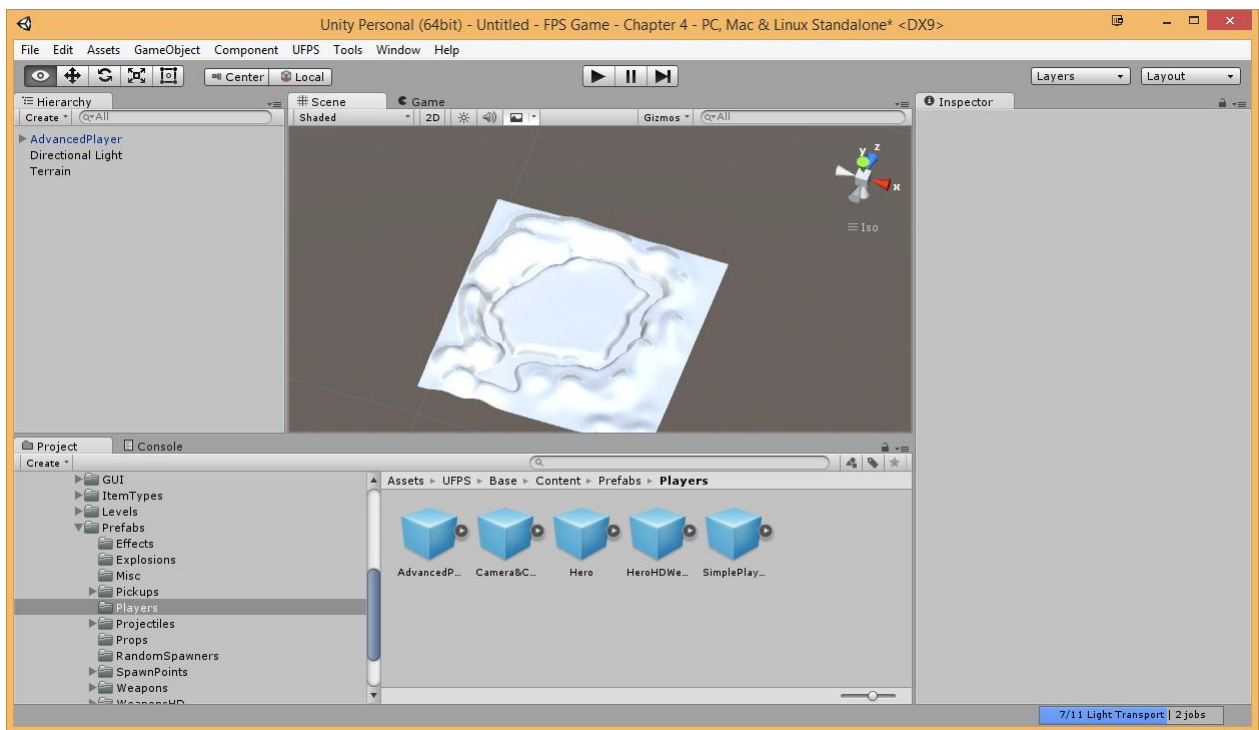 Unity Personal (64bit) - Untitled - FPS Game - Chapter 4 - PC, Mac & Linux Standalone* <DX9>
File Edit Assets GameObject Component UFPS Tools Window Help
Center Local Layers Layout
Hierarchy
Create All
AdvancedPlayer
Directional Light
Terrain
Scene Game
Shaded 2D Gizmos All
y z
x
Iso
Inspector
Project Console
Create
GUI
ItemTypes
Levels
Prefabs
Effects
Explosions
Misc
Pickups
Players
Projectiles
Props
RandomSpawners
SpawnPoints
Weapons
WeaponsHD
Assets ▸ UFPS ▸ Base ▸ Content ▸ Prefabs ▸ Players
AdvancedP... Camera&C... Hero HeroHDWe... SimplePlay...
7/11 Light Transport | 2 jobs